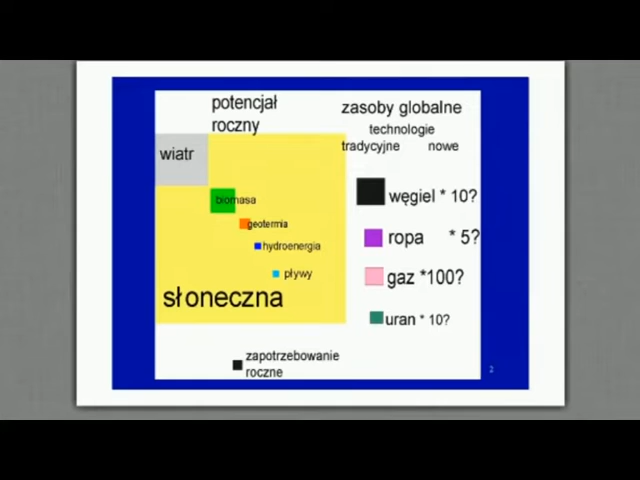 potencjał
roczny
wiatr
biomasa
geotermia
hydroenergia
pływy
słoneczna
zapotrzebowanie
roczne
zasoby globalne
technologie
tradycyjne nowe
węgiel * 10?
ropa * 5?
gaz *100?
uran * 10?
2